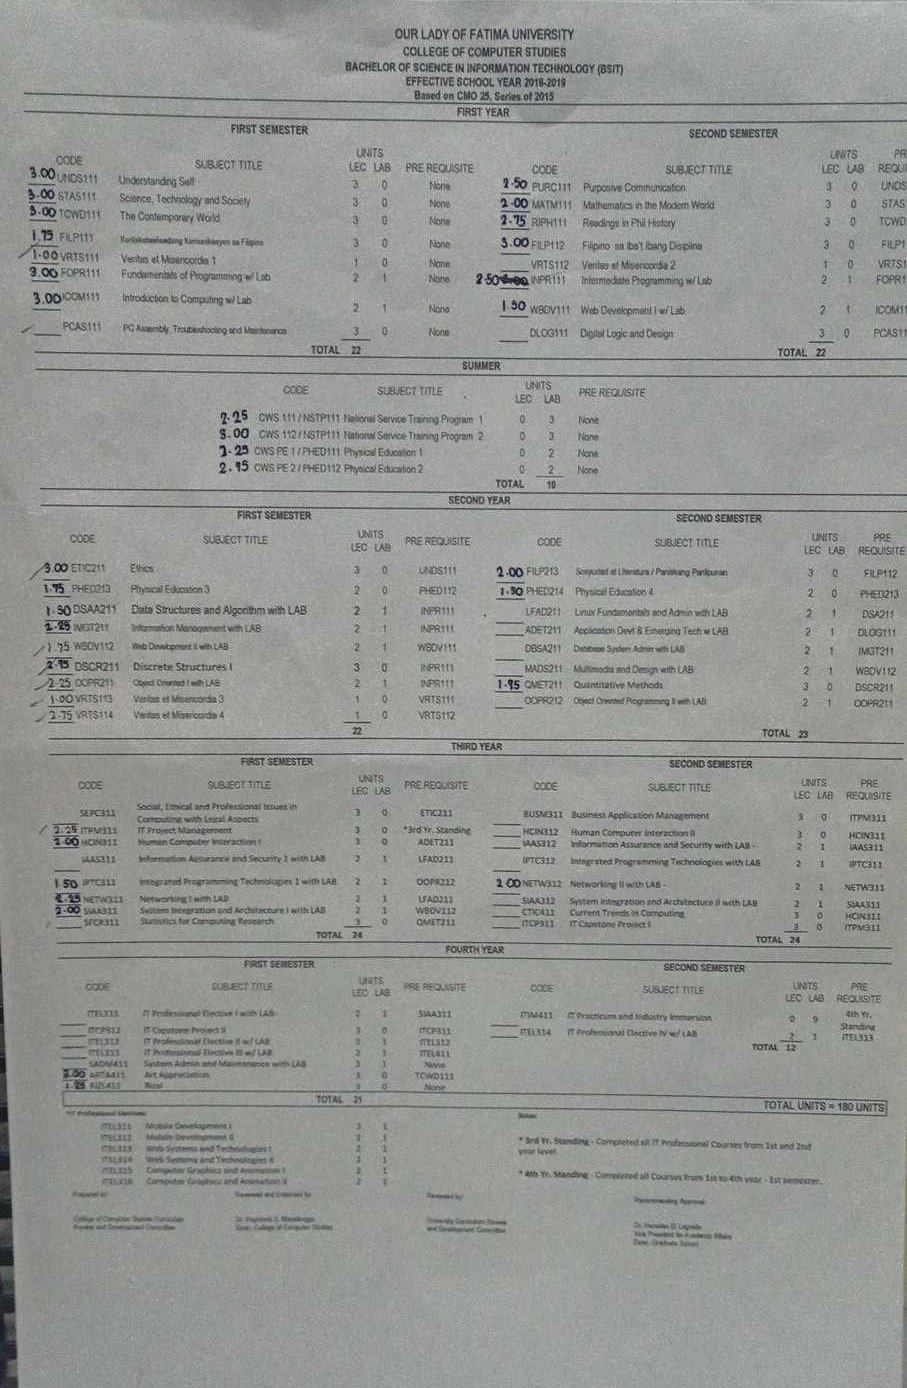 OUR LADY OF FATIMA UNIVERSITY
COLLEGE OF COMPUTER STUDIES
BACHELOR OF SCIENCE IN INFORMATION TECHNOLOGY (BSIT)
EFFECTIVE SCHOOL YEAR 2018-2019
Based on CMO 25, Series of 2015
FIRST YEAR
FIRST SEMESTER
CODE SUBJECT TITLE UNITS LEC LAB PRE REQUISITE
3.00 UNDS111 Understanding Self 3 0 None
3.00 STAS111 Science, Technology and Society 3 0 None
3.00 TCWD111 The Contemporary World 3 0 None
1.75 FILP111 Kontekstwalisadong Komunikasyon sa Filipino 3 0 None
1.00 VRTS111 Veritas et Misericordia 1 1 0 None
3.00 FOPR111 Fundamentals of Programming w/ Lab 2 1 None
3.00 ICOM111 Introduction to Computing w/ Lab 2 1 None
PCAS111 PC Assembly, Troubleshooting and Maintenance 3 0 None
TOTAL 22
SECOND SEMESTER
CODE SUBJECT TITLE UNITS LEC LAB PR REQUI
2.50 PURC111 Purposive Communication 3 0 UNDS
2.00 MATM111 Mathematics in the Modern World 3 0 STAS
2.75 RIPH111 Readings in Phil History 3 0 TCWD
3.00 FILP112 Filipino sa Iba't Ibang Displina 3 0 FILP1
VRTS112 Veritas et Misericordia 2 1 0 VRTS1
2.50 INPR111 Intermediate Programming w/ Lab 2 1 FOPR1
1.50 WBDV111 Web Development I w/ Lab 2 1 ICOM11
DLOG111 Digital Logic and Design 3 0 PCAS11
TOTAL 22
SUMMER
CODE SUBJECT TITLE UNITS LEC LAB PRE REQUISITE
2.25 CWS 111 / NSTP111 National Service Training Program 1 0 3 None
3.00 CWS 112 / NSTP111 National Service Training Program 2 0 3 None
2.25 CWS PE 1 / PHED111 Physical Education 1 0 2 None
2.75 CWS PE 2 / PHED112 Physical Education 2 0 2 None
TOTAL 10
SECOND YEAR
FIRST SEMESTER
CODE SUBJECT TITLE UNITS LEC LAB PRE REQUISITE
3.00 ETIC211 Ethics 3 0 UNDS111
1.75 PHED213 Physical Education 3 2 0 PHED112
1.50 DSAA211 Data Structures and Algorithm with LAB 2 1 INPR111
2.25 IMGT211 Information Management with LAB 2 1 INPR111
1.75 WBDV112 Web Development II with LAB 2 1 WBDV111
2.75 DSCR211 Discrete Structures I 3 0 INPR111
2.25 OOPR211 Object Oriented I with LAB 2 1 INPR111
1.00 VRTS113 Veritas et Misericordia 3 1 0 VRTS111
2.75 VRTS114 Veritas et Misericordia 4 1 0 VRTS112
22
SECOND SEMESTER
CODE SUBJECT TITLE UNITS LEC LAB PRE REQUISITE
2.00 FILP213 Sosyedad at Literatura / Panitikang Panlipunan 3 0 FILP112
1.50 PHED214 Physical Education 4 2 0 PHED213
LFAD211 Linux Fundamentals and Admin with LAB 2 1 DSA211
ADET211 Application Devt & Emerging Tech w LAB 2 1 DLOG111
DBSA211 Database System Admin with LAB 2 1 IMGT211
MADS211 Multimedia and Design with LAB 2 1 WBDV112
1.75 QMET211 Quantitative Methods 3 0 DSCR211
OOPR212 Object Oriented Programming II with LAB 2 1 OOPR211
TOTAL 23
THIRD YEAR
FIRST SEMESTER
CODE SUBJECT TITLE UNITS LEC LAB PRE REQUISITE
SEPC311 Social, Ethical and Professional Issues in
Computing with Legal Aspects 3 0 ETIC211
2.25 ITPM311 IT Project Management 3 0 *3rd Yr. Standing
2.00 HCIN311 Human Computer Interaction I 3 0 ADET211
IAAS311 Information Assurance and Security 1 with LAB 2 1 LFAD211
1.50 IPTC311 Integrated Programming Technologies 1 with LAB 2 1 OOPR212
2.25 NETW311 Networking I with LAB 2 1 LFAD211
2.00 SIAA311 System Integration and Architecture I with LAB 2 1 WBDV112
SFCR311 Statistics for Computing Research 3 0 QMET211
TOTAL 24
SECOND SEMESTER
CODE SUBJECT TITLE UNITS LEC LAB PRE REQUISITE
BUSM311 Business Application Management 3 0 ITPM311
HCIN312 Human Computer Interaction II 3 0 HCIN311
IAAS312 Information Assurance and Security with LAB - 2 1 IAAS311
IPTC312 Integrated Programming Technologies with LAB 2 1 IPTC311
2.00 NETW312 Networking II with LAB - 2 1 NETW311
SIAA312 System Integration and Architecture II with LAB 2 1 SIAA311
CTIC411 Current Trends in Computing 3 0 HCIN311
ITCP311 IT Capstone Project I 3 0 ITPM311
TOTAL 24
FOURTH YEAR
FIRST SEMESTER
CODE SUBJECT TITLE UNITS LEC LAB PRE REQUISITE
ITEL311 IT Professional Elective I with LAB- 2 1 SIAA311
ITCP312 IT Capstone Project II 3 0 ITCP311
ITEL312 IT Professional Elective II w/ LAB 2 1 ITEL312
ITEL313 IT Professional Elective III w/ LAB 2 1 ITEL411
SADM411 System Admin and Maintenance with LAB 2 1 None
2.00 ARTA411 Art Appreciation 3 0 TCWD111
1.25 RIZL411 Rizal 3 0 None
TOTAL 21
SECOND SEMESTER
CODE SUBJECT TITLE UNITS LEC LAB PRE REQUISITE
ITIM411 IT Practicum and Industry Immersion 0 9 4th Yr. Standing
ITEL314 IT Professional Elective IV w/ LAB 2 1 ITEL313
TOTAL 12
TOTAL UNITS = 180 UNITS
*IT Professional Electives:
ITEL311 Mobile Development I 2 1
ITEL312 Mobile Development II 2 1
ITEL313 Web Systems and Technologies I 2 1
ITEL314 Web Systems and Technologies II 2 1
ITEL315 Computer Graphics and Animation I 2 1
ITEL316 Computer Graphics and Animation II 2 1
Notes:
* 3rd Yr. Standing - Completed all IT Professional Courses from 1st and 2nd
year level.
* 4th Yr. Standing - Completed all Courses from 1st to 4th year - 1st semester.
Prepared by:
College of Computer Studies Curriculum
Review and Development Committee
Reviewed and Endorsed by:
Dean, College of Computer Studies
Reviewed by:
University Curriculum Review
and Development Committee
Recommending Approval:
Vice President for Academic Affairs
Dean, Graduate School